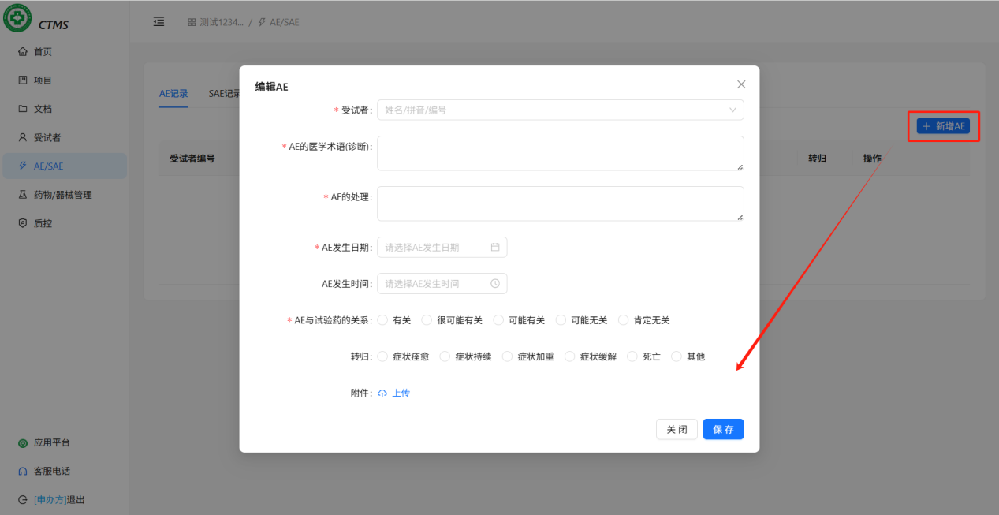 CTMS
测试1234... / AE/SAE
首页
项目
文档
受试者
AE/SAE
药物/器械管理
质控
应用平台
客服电话
[申办方]退出
AE记录 SAE记录
+ 新增AE
受试者编号 转归 操作
编辑AE
* 受试者: 姓名/拼音/编号
* AE的医学术语(诊断):
* AE的处理:
* AE发生日期: 请选择AE发生日期
AE发生时间: 请选择AE发生时间
* AE与试验药的关系: 有关 很可能有关 可能有关 可能无关 肯定无关
转归: 症状痊愈 症状持续 症状加重 症状缓解 死亡 其他
附件: 上传
关 闭 保 存